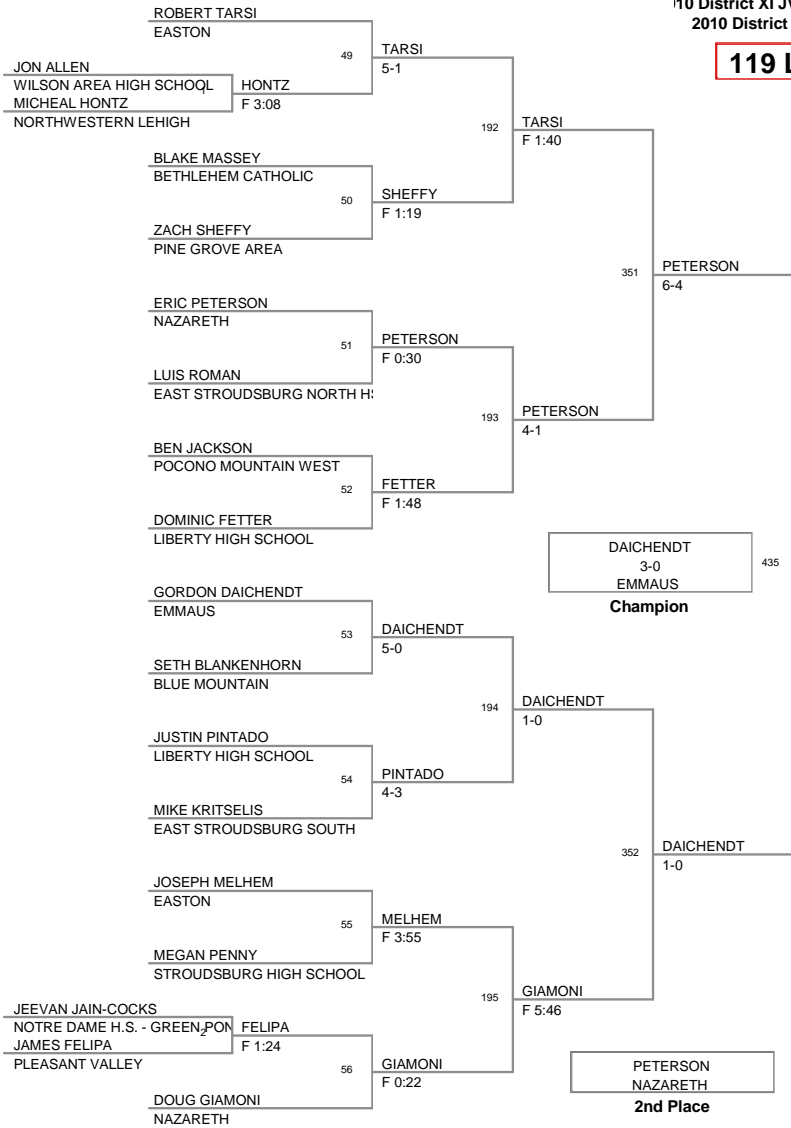 10 District XI JV
2010 District
119 L
ROBERT TARSI
EASTON
49
TARSI
5-1
JON ALLEN
WILSON AREA HIGH SCHOOL
HONTZ
MICHEAL HONTZ
F 3:08
NORTHWESTERN LEHIGH
192
TARSI
F 1:40
BLAKE MASSEY
BETHLEHEM CATHOLIC
50
SHEFFY
F 1:19
ZACH SHEFFY
PINE GROVE AREA
351
PETERSON
6-4
ERIC PETERSON
NAZARETH
51
PETERSON
F 0:30
LUIS ROMAN
EAST STROUDSBURG NORTH
193
PETERSON
4-1
BEN JACKSON
POCONO MOUNTAIN WEST
52
FETTER
F 1:48
DOMINIC FETTER
LIBERTY HIGH SCHOOL
DAICHENDT
3-0
EMMAUS
435
Champion
GORDON DAICHENDT
EMMAUS
53
DAICHENDT
5-0
SETH BLANKENHORN
BLUE MOUNTAIN
194
DAICHENDT
1-0
JUSTIN PINTADO
LIBERTY HIGH SCHOOL
54
PINTADO
4-3
MIKE KRITSELIS
EAST STROUDSBURG SOUTH
352
DAICHENDT
1-0
JOSEPH MELHEM
EASTON
55
MELHEM
F 3:55
MEGAN PENNY
STROUDSBURG HIGH SCHOOL
195
GIAMONI
F 5:46
JEEVAN JAIN-COCKS
NOTRE DAME H.S. - GREEN PON
2
FELIPA
JAMES FELIPA
F 1:24
PLEASANT VALLEY
56
GIAMONI
F 0:22
DOUG GIAMONI
NAZARETH
PETERSON
NAZARETH
2nd Place